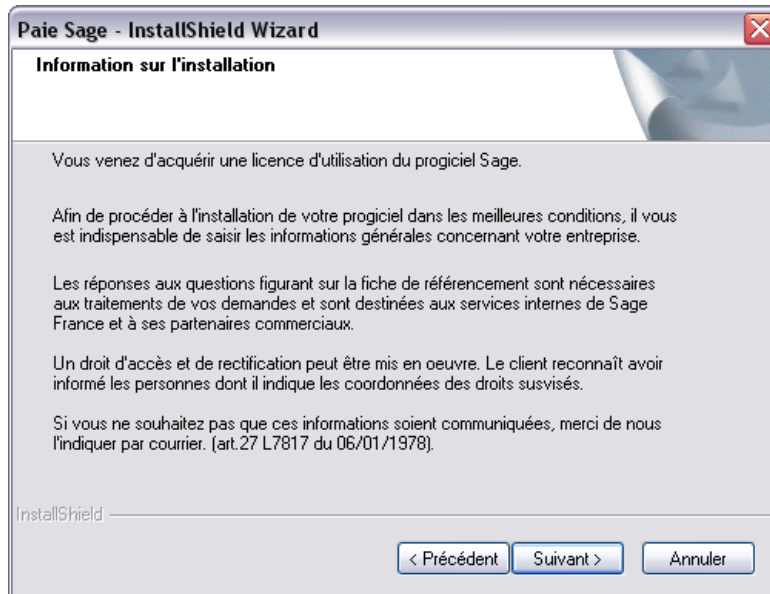 Paie Sage - InstallShield Wizard
Information sur l'installation
Vous venez d'acquérir une licence d'utilisation du progiciel Sage.
Afin de procéder à l'installation de votre progiciel dans les meilleures conditions, il vous
est indispensable de saisir les informations générales concernant votre entreprise.
Les réponses aux questions figurant sur la fiche de référencement sont nécessaires
aux traitements de vos demandes et sont destinées aux services internes de Sage
France et à ses partenaires commerciaux.
Un droit d'accès et de rectification peut être mis en oeuvre. Le client reconnaît avoir
informé les personnes dont il indique les coordonnées des droits susvisés.
Si vous ne souhaitez pas que ces informations soient communiquées, merci de nous
l'indiquer par courrier. (art.27 L7817 du 06/01/1978).
InstallShield
< Précédent Suivant > Annuler